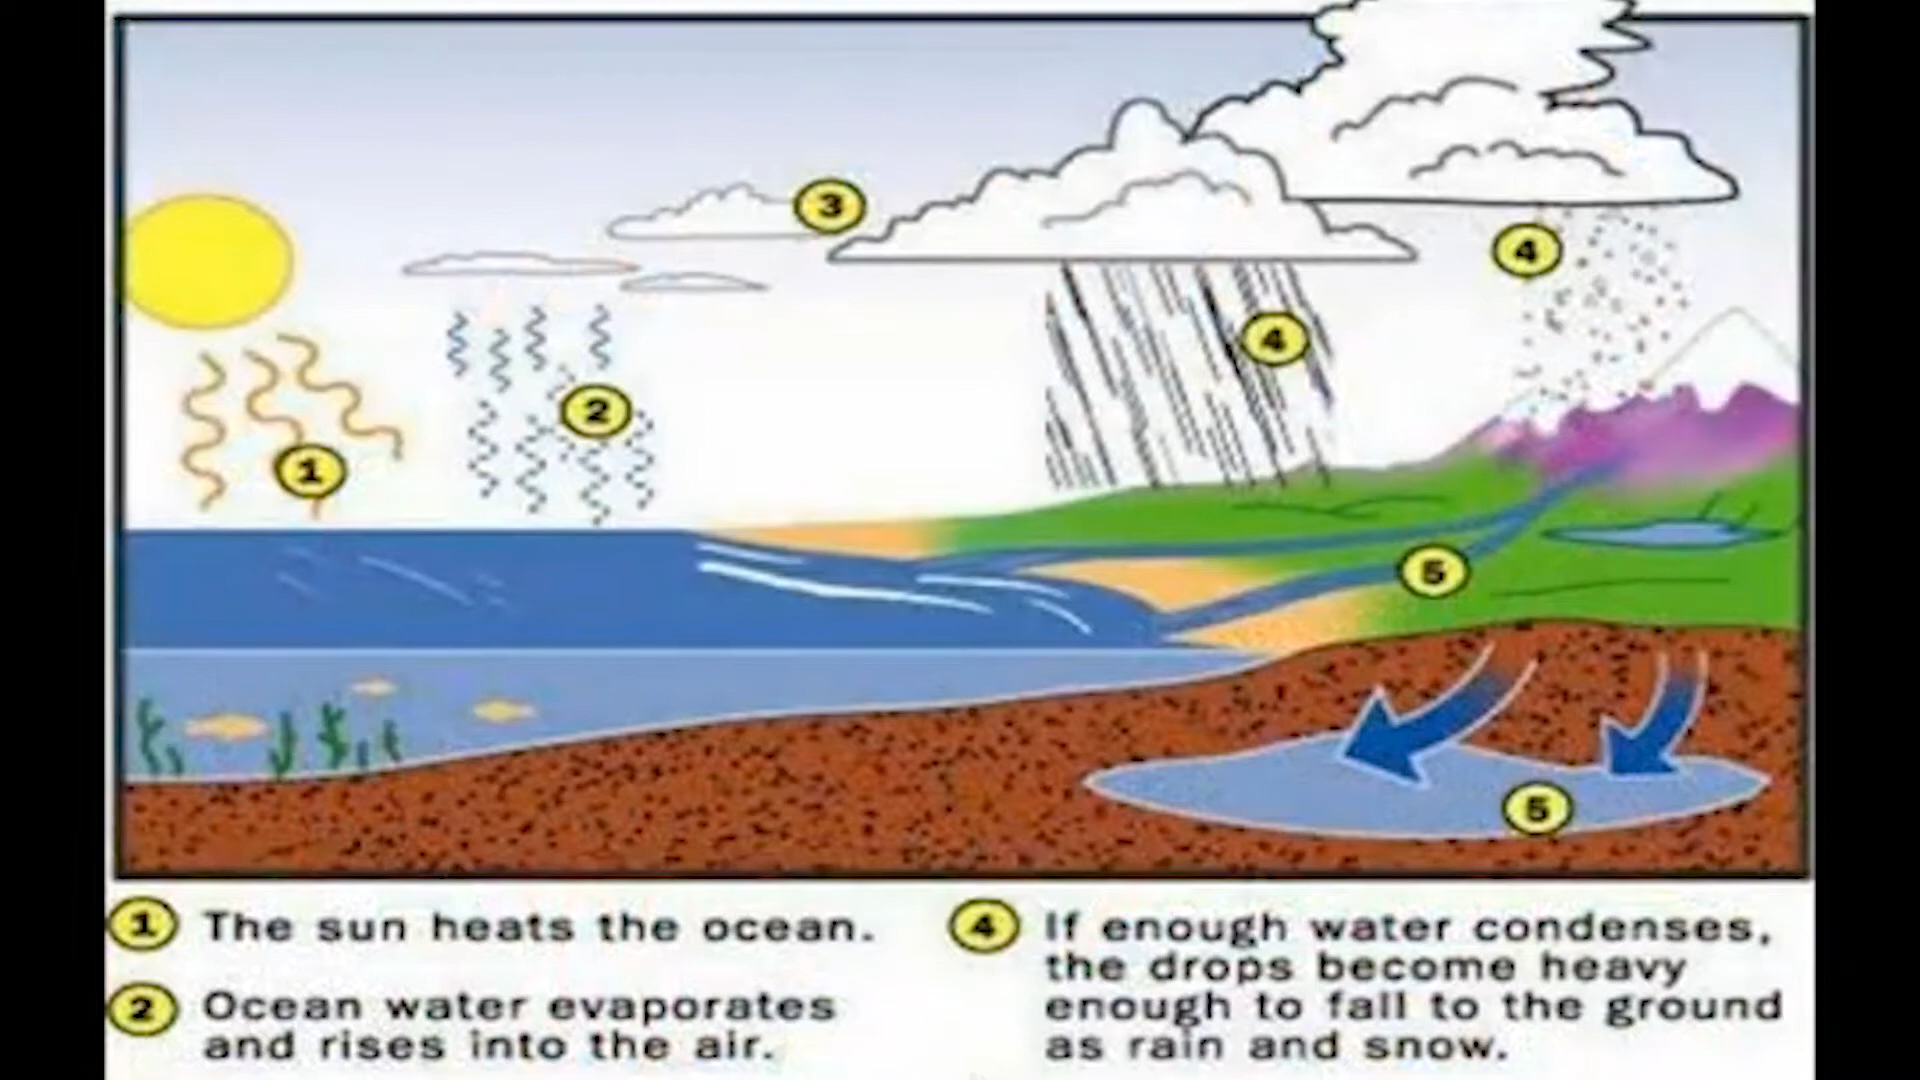 3
4
4
2
1
5
5
1 The sun heats the ocean.
2 Ocean water evaporates
and rises into the air.
4 If enough water condenses,
the drops become heavy
enough to fall to the ground
as rain and snow.